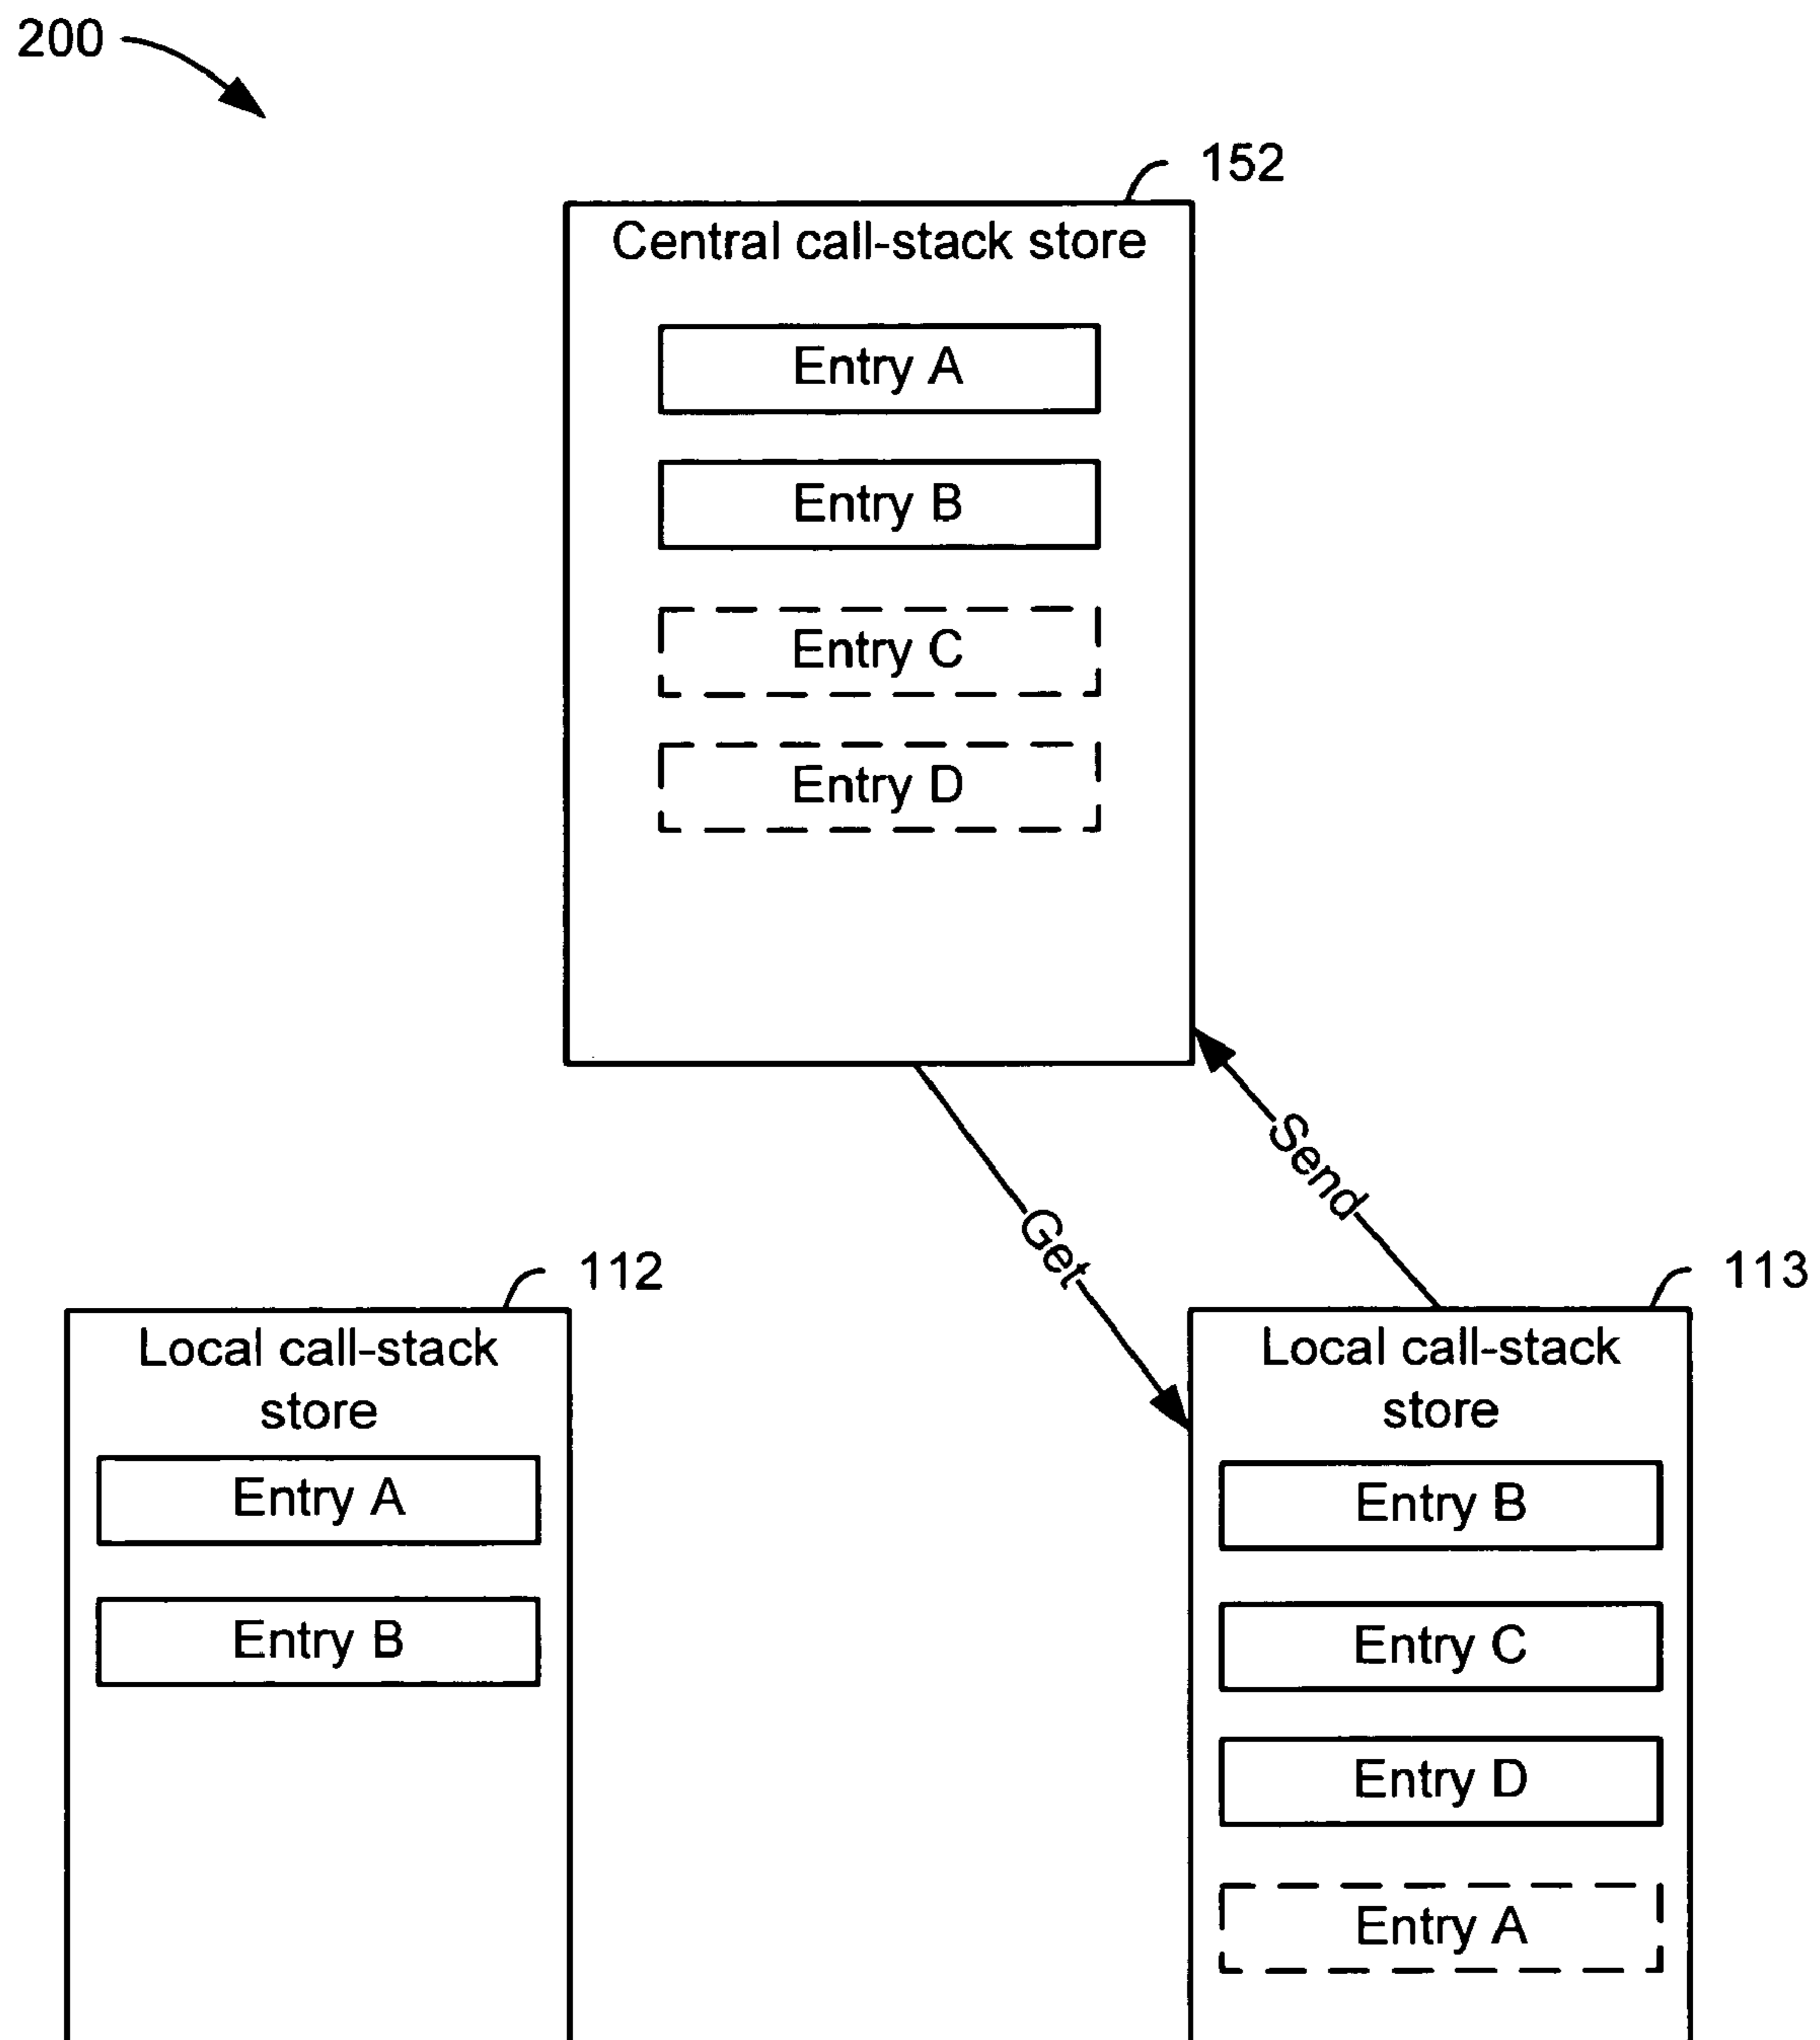 200
152
Central call-stack store
Entry A
Entry B
Entry C
Entry D
Send
Get
112
Local call-stack
store
Entry A
Entry B
113
Local call-stack
store
Entry B
Entry C
Entry D
Entry A